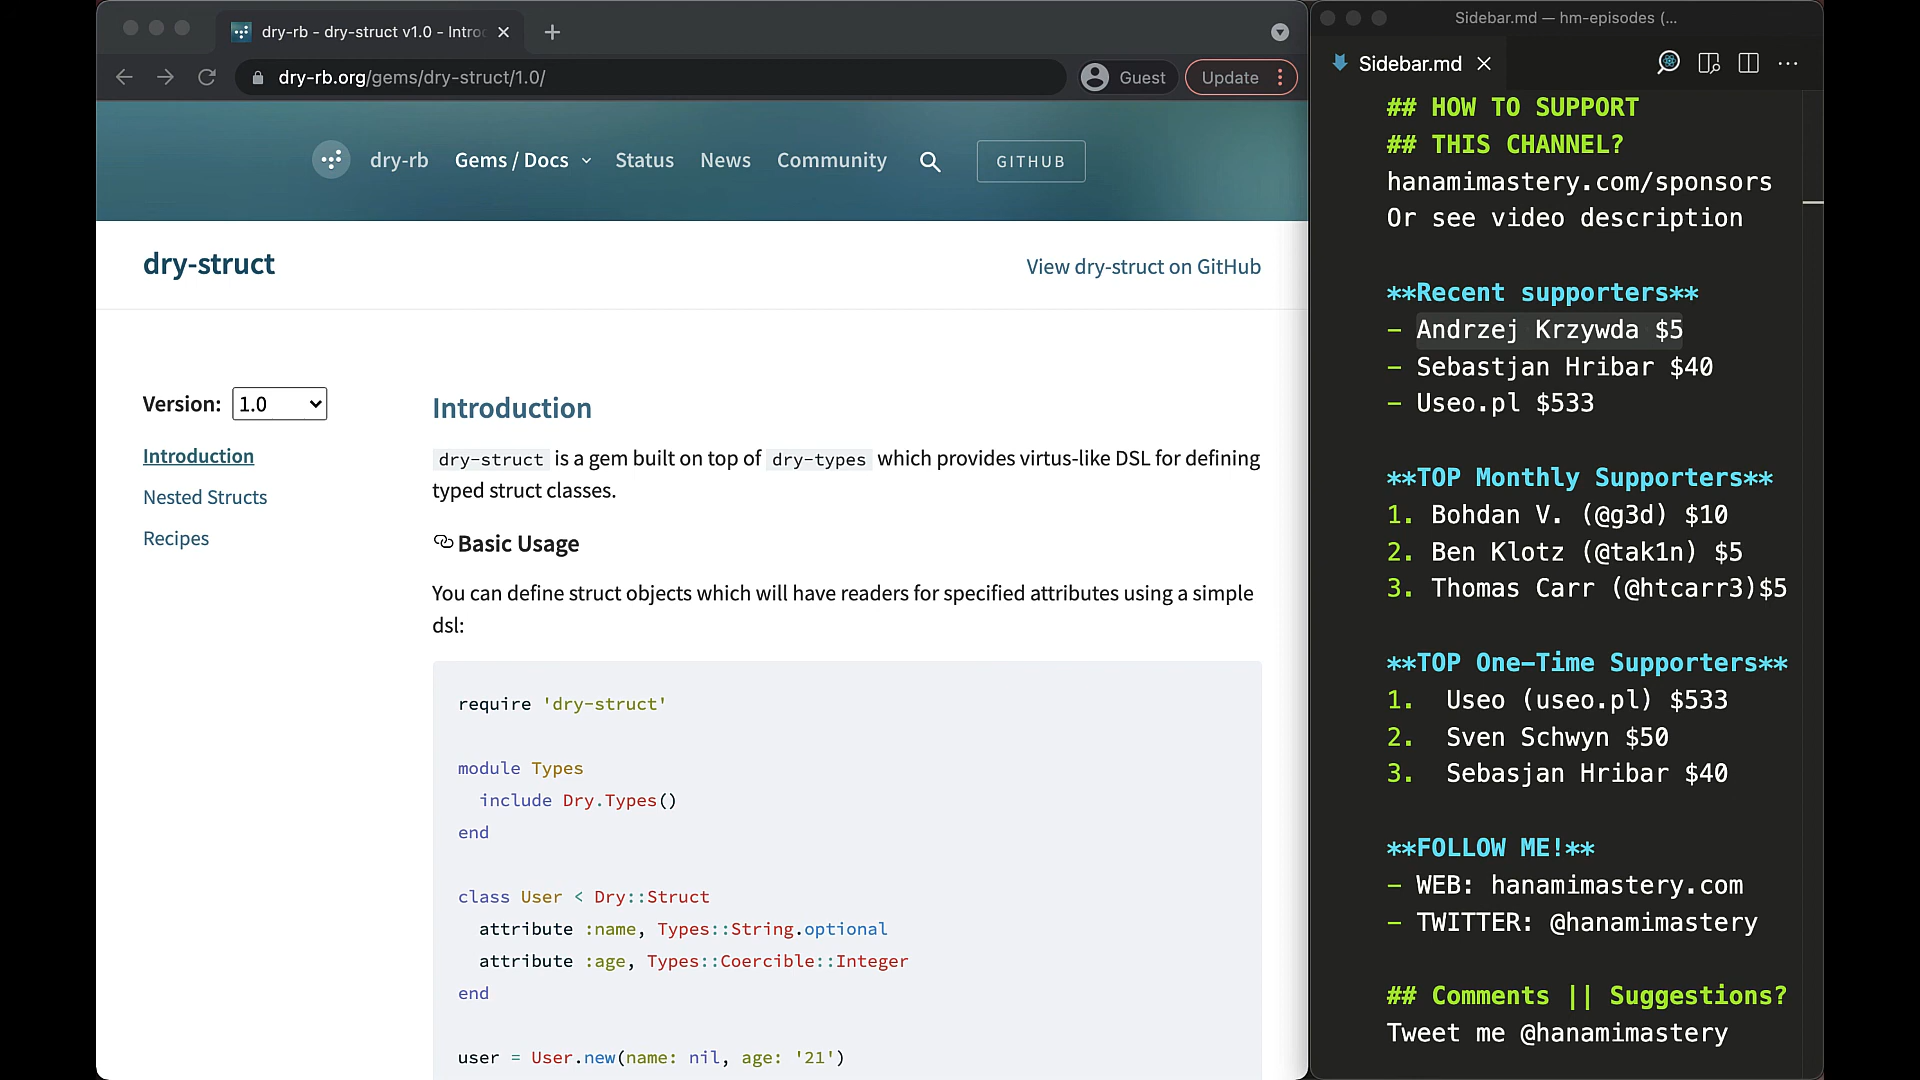 dry-rb - dry-struct v1.0 - Intro
dry-rb.org/gems/dry-struct/1.0/
Guest
Update
dry-rb
Gems / Docs
Status
News
Community
GITHUB
dry-struct
View dry-struct on GitHub
Version: 1.0
Introduction
Nested Structs
Recipes
Introduction
dry-struct is a gem built on top of dry-types which provides virtus-like DSL for defining
typed struct classes.
Basic Usage
You can define struct objects which will have readers for specified attributes using a simple
dsl:
require 'dry-struct'
module Types
  include Dry.Types()
end
class User < Dry::Struct
  attribute :name, Types::String.optional
  attribute :age, Types::Coercible::Integer
end
user = User.new(name: nil, age: '21')
Sidebar.md — hm-episodes (...
Sidebar.md
## HOW TO SUPPORT
## THIS CHANNEL?
hanamimastery.com/sponsors
Or see video description
**Recent supporters**
- Andrzej Krzywda $5
- Sebastjan Hribar $40
- Useo.pl $533
**TOP Monthly Supporters**
1. Bohdan V. (@g3d) $10
2. Ben Klotz (@tak1n) $5
3. Thomas Carr (@htcarr3)$5
**TOP One-Time Supporters**
1.  Useo (useo.pl) $533
2.  Sven Schwyn $50
3.  Sebasjan Hribar $40
**FOLLOW ME!**
- WEB: hanamimastery.com
- TWITTER: @hanamimastery
## Comments || Suggestions?
Tweet me @hanamimastery